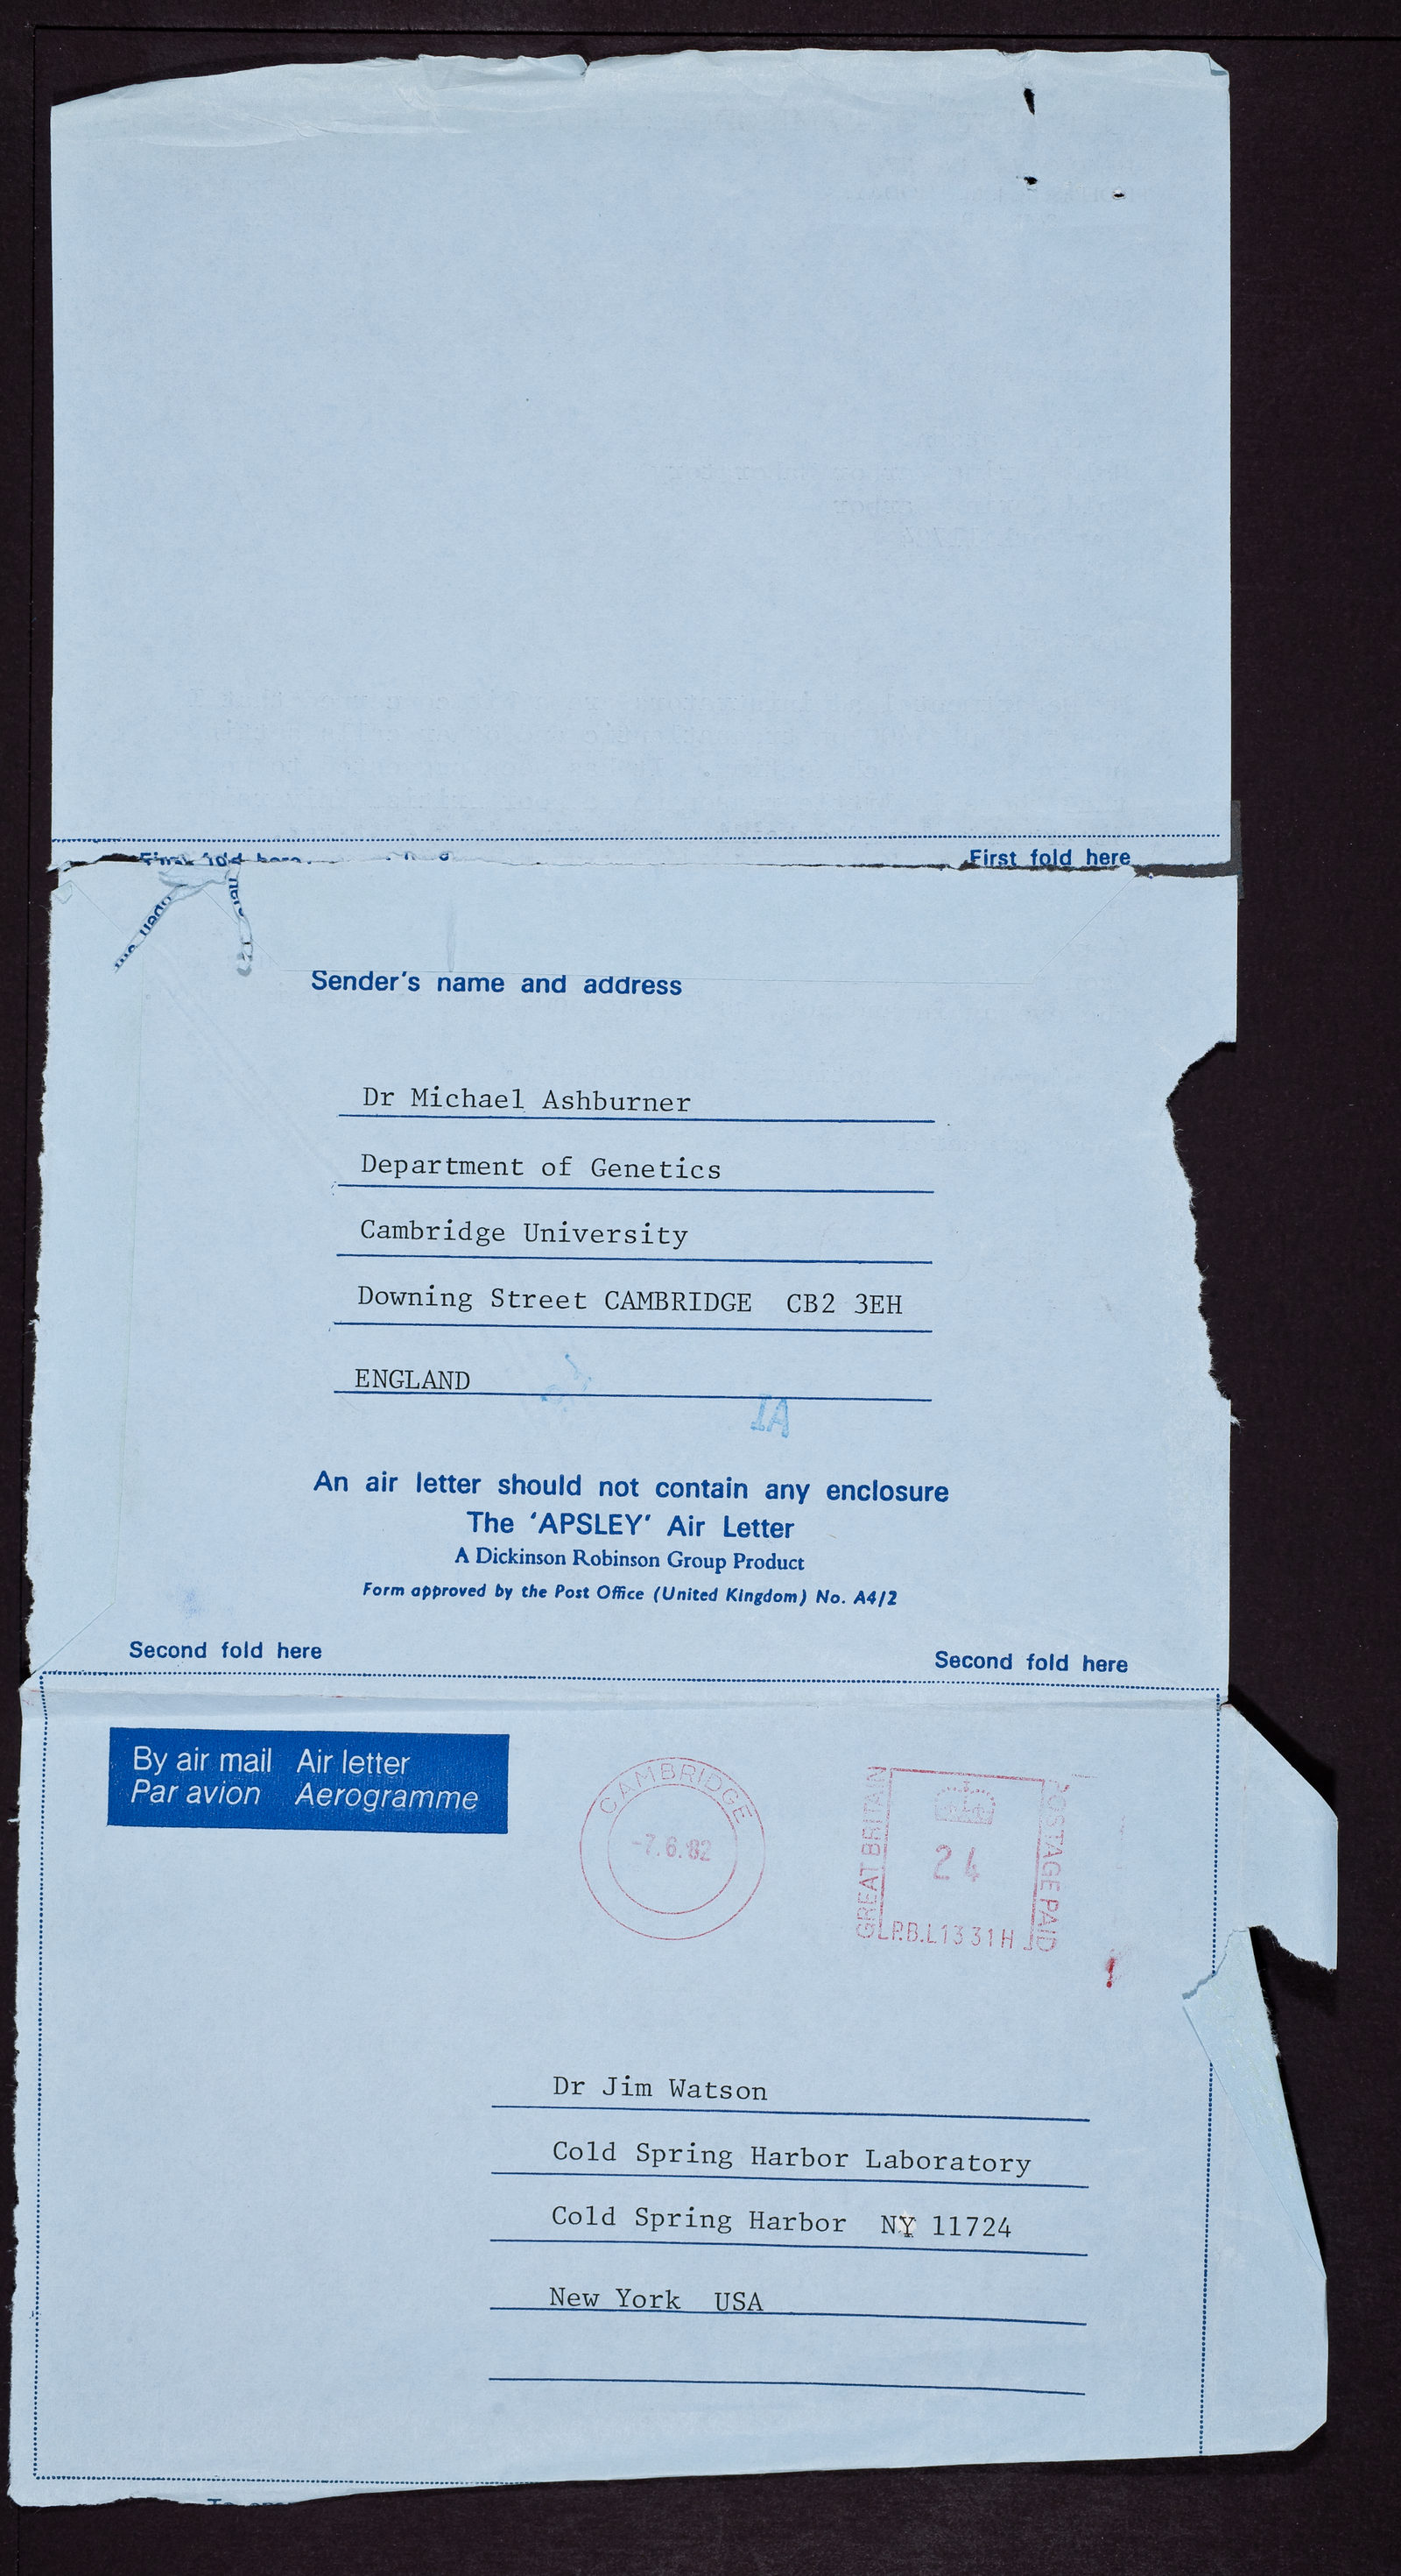 First fold here
First fold here
Sender's name and address
Dr Michael Ashburner
Department of Genetics
Cambridge University
Downing Street CAMBRIDGE CB2 3EH
ENGLAND
IA
An air letter should not contain any enclosure
The 'APSLEY' Air Letter
A Dickinson Robinson Group Product
Form approved by the Post Office (United Kingdom) No. A4/2
Second fold here
Second fold here
By air mail Air letter
Par avion Aerogramme
CAMBRIDGE
-7.6.82
GREAT BRITAIN
24
POSTAGE PAID
P.B.L1331H
Dr Jim Watson
Cold Spring Harbor Laboratory
Cold Spring Harbor NY 11724
New York USA